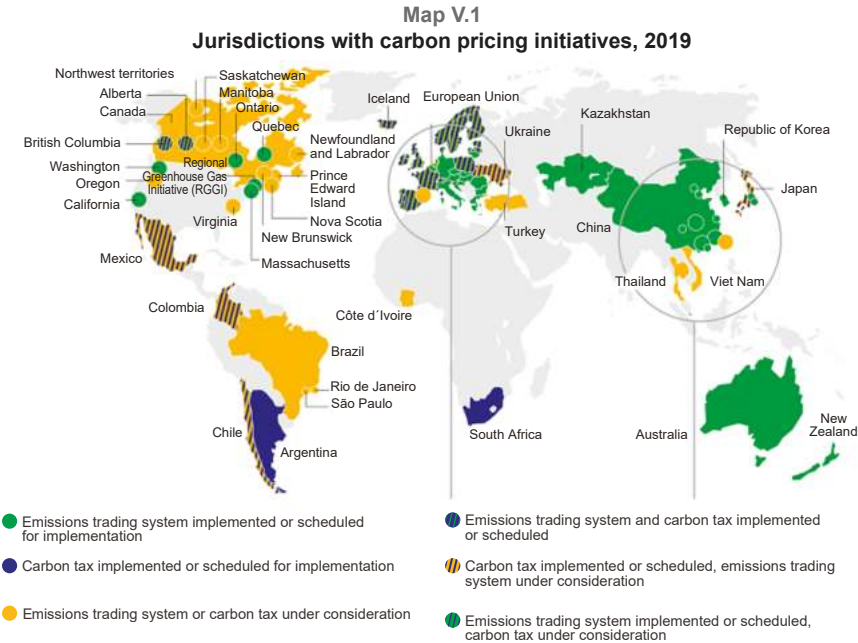 Map V.1
Jurisdictions with carbon pricing initiatives, 2019
Northwest territories
Saskatchewan
Alberta
Manitoba
Canada
Ontario
Quebec
British Columbia
Newfoundland
and Labrador
Washington
Regional
Greenhouse Gas
Initiative (RGGI)
Oregon
Prince
Edward
Island
California
Virginia
Nova Scotia
New Brunswick
Massachusetts
Mexico
Iceland
European Union
Ukraine
Kazakhstan
Republic of Korea
Japan
Turkey
China
Thailand
Viet Nam
Colombia
Côte d´Ivoire
Brazil
Rio de Janeiro
São Paulo
Chile
Argentina
South Africa
Australia
New
Zealand
Emissions trading system implemented or scheduled
for implementation
Carbon tax implemented or scheduled for implementation
Emissions trading system or carbon tax under consideration
Emissions trading system and carbon tax implemented
or scheduled
Carbon tax implemented or scheduled, emissions trading
system under consideration
Emissions trading system implemented or scheduled,
carbon tax under consideration